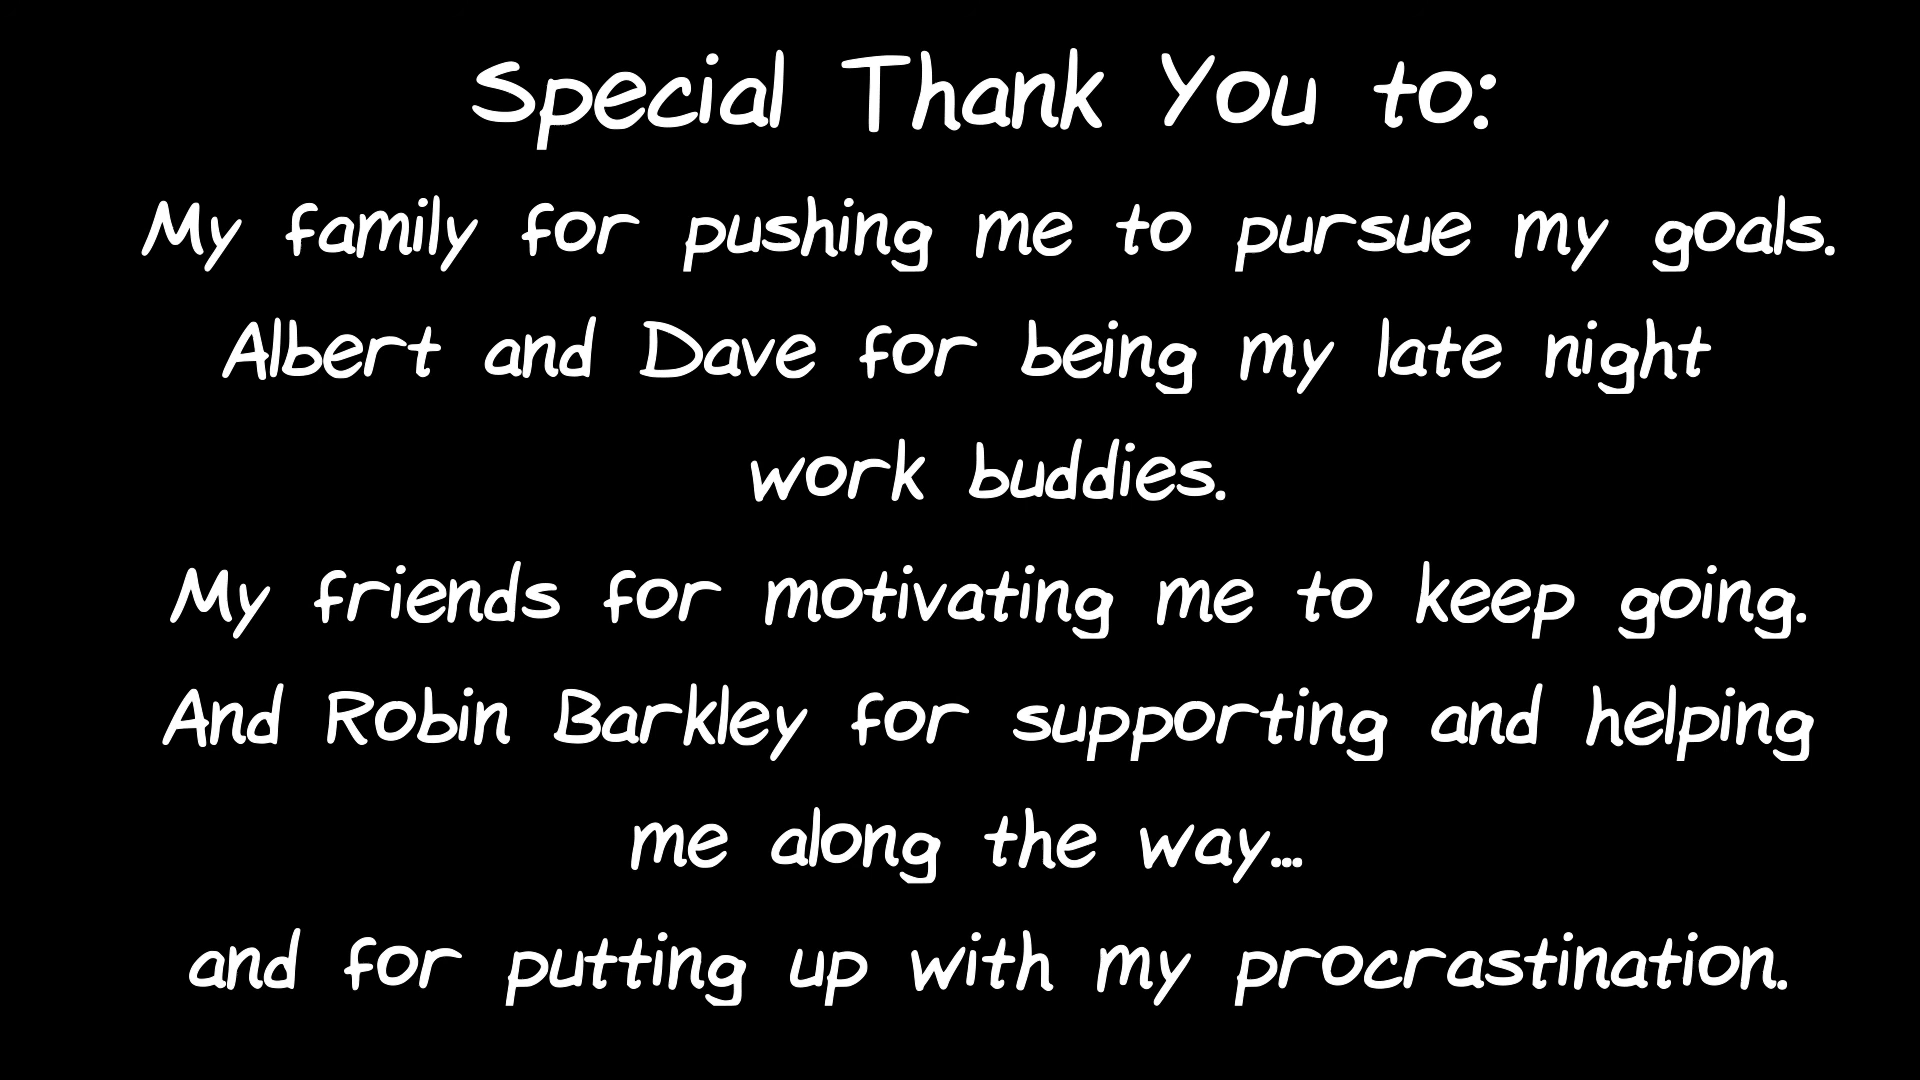 Special Thank You to:
My family for pushing me to pursue my goals.
Albert and Dave for being my late night
work buddies.
My friends for motivating me to keep going.
And Robin Barkley for supporting and helping
me along the way...
and for putting up with my procrastination.